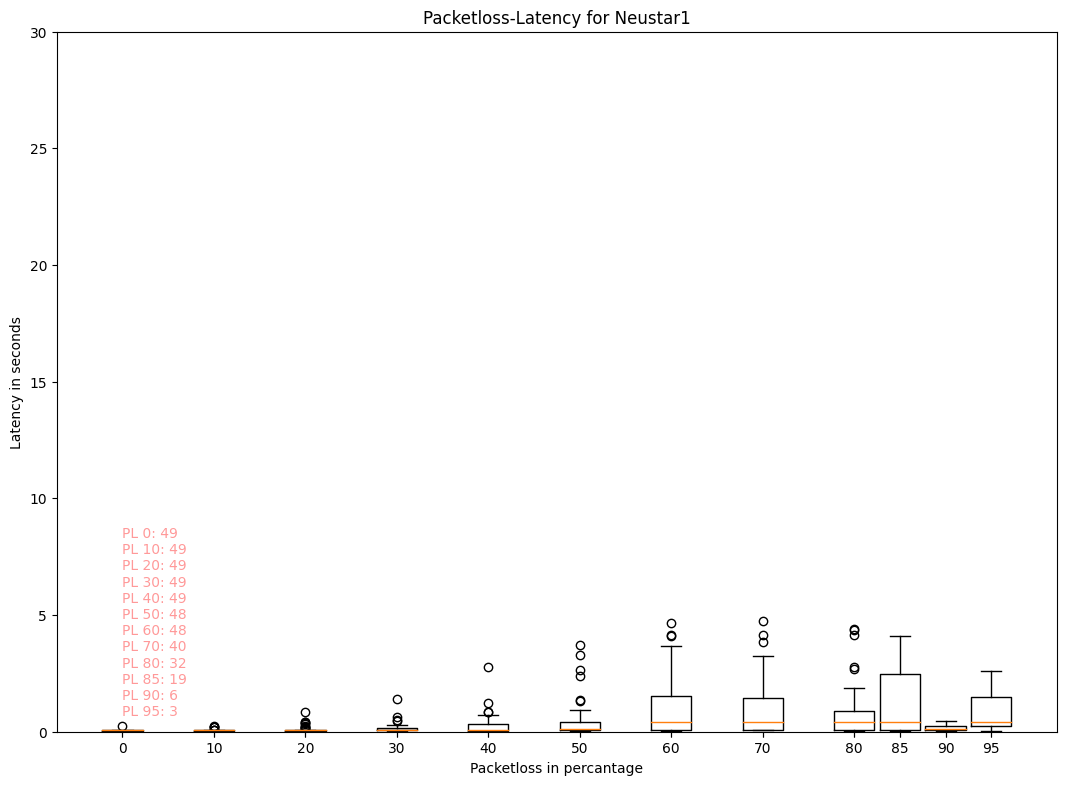 Packetloss-Latency for Neustar1
30
25
20
15
10
5
0
Latency in seconds
PL 0: 49
PL 10: 49
PL 20: 49
PL 30: 49
PL 40: 49
PL 50: 48
PL 60: 48
PL 70: 40
PL 80: 32
PL 85: 19
PL 90: 6
PL 95: 3
0 10 20 30 40 50 60 70 80 85 90 95
Packetloss in percantage